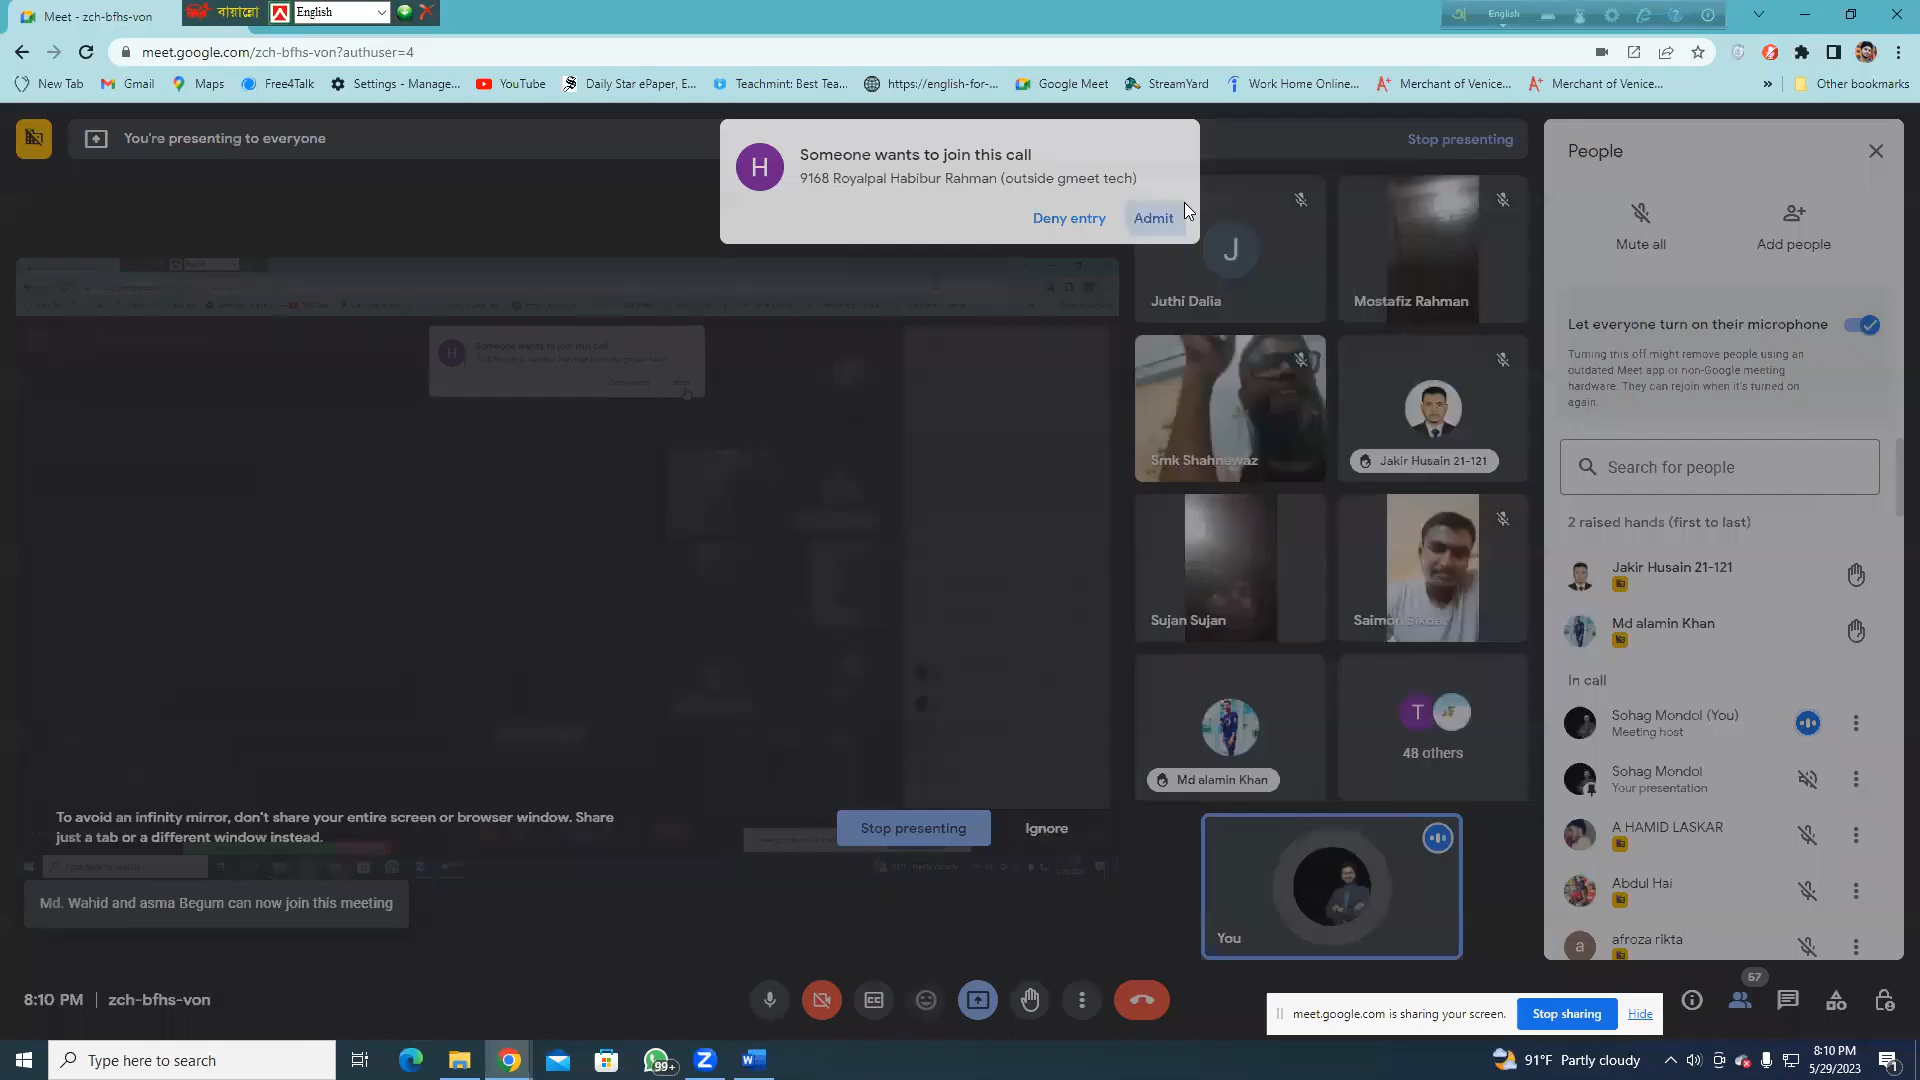 Meet - zch-bfhs-von
বায়ান্নো
English
English
meet.google.com/zch-bfhs-von?authuser=4
New Tab
Gmail
Maps
Free4Talk
Settings - Manage...
YouTube
Daily Star ePaper, E...
Teachmint: Best Tea...
https://english-for-...
Google Meet
StreamYard
Work Home Online...
Merchant of Venice...
Merchant of Venice...
Other bookmarks
You're presenting to everyone
Stop presenting
H
Someone wants to join this call
9168 Royalpal Habibur Rahman (outside gmeet tech)
Deny entry
Admit
Someone wants to join this call
J
Juthi Dalia
Mostafiz Rahman
Smk Shahnewaz
Jakir Husain 21-121
Sujan Sujan
Saimon Sikder
Md alamin Khan
T
48 others
You
To avoid an infinity mirror, don't share your entire screen or browser window. Share
just a tab or a different window instead.
Stop presenting
Ignore
Md. Wahid and asma Begum can now join this meeting
People
Mute all
Add people
Let everyone turn on their microphone
Turning this off might remove people using an
outdated Meet app or non-Google meeting
hardware. They can rejoin when it's turned on
again.
Search for people
2 raised hands (first to last)
Jakir Husain 21-121
Md alamin Khan
In call
Sohag Mondol (You)
Meeting host
Sohag Mondol
Your presentation
A HAMID LASKAR
Abdul Hai
a
afroza rikta
8:10 PM | zch-bfhs-von
57
meet.google.com is sharing your screen.
Stop sharing
Hide
Type here to search
99+
91°F Partly cloudy
8:10 PM
5/29/2023
1